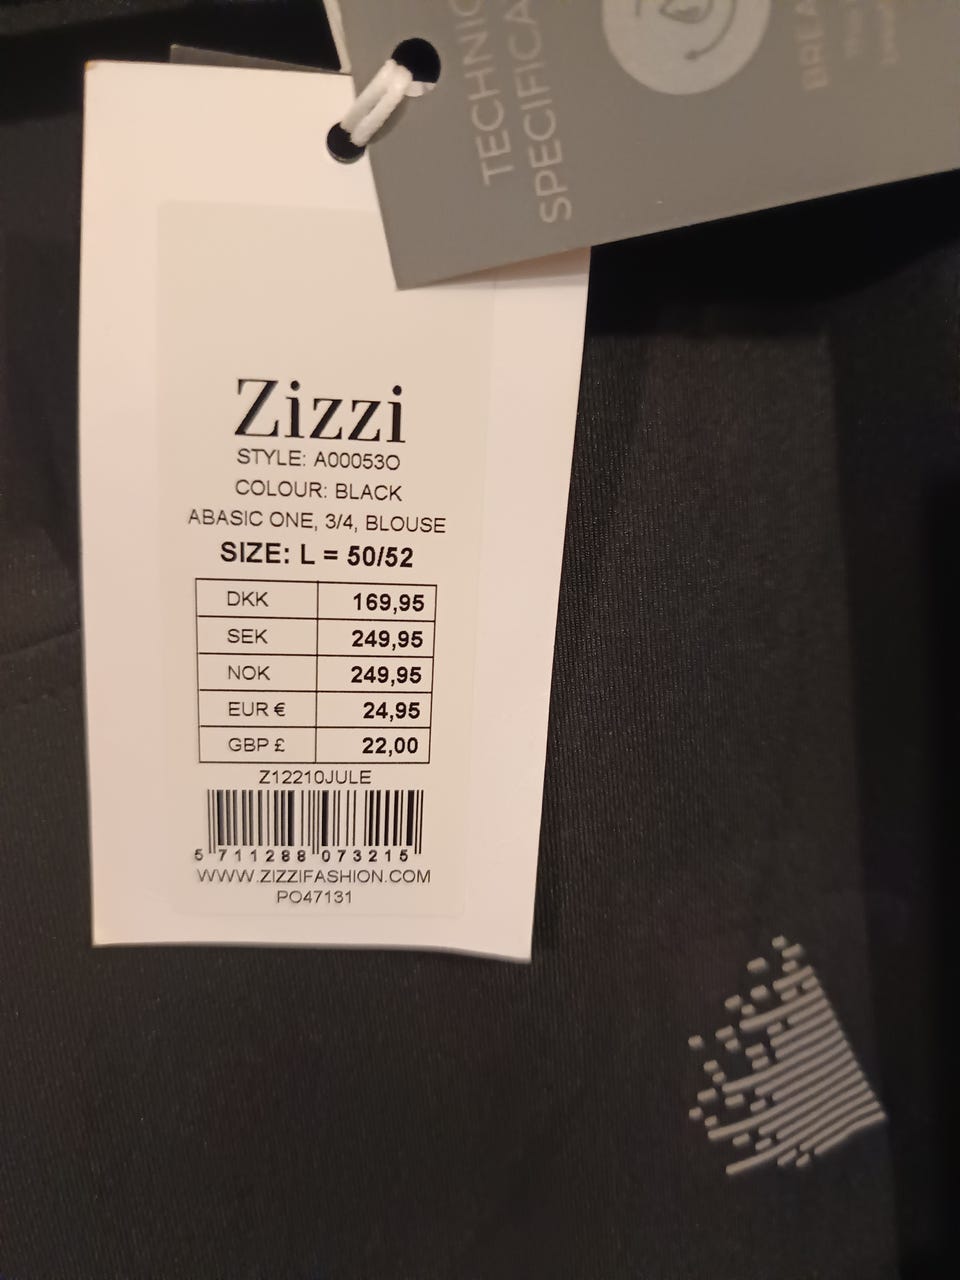 TECHNIC
SPECIFICA
BREA
Zizzi
STYLE: A00053O
COLOUR: BLACK
ABASIC ONE, 3/4, BLOUSE
SIZE: L = 50/52
DKK 169,95
SEK 249,95
NOK 249,95
EUR € 24,95
GBP £ 22,00
Z12210JULE
5 711288 073215
WWW.ZIZZIFASHION.COM
PO47131